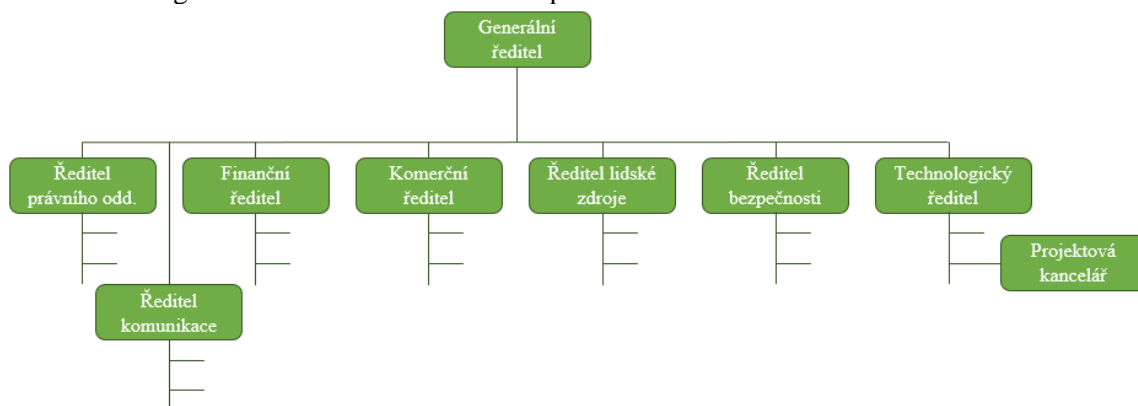 Generální
ředitel
Ředitel
právního odd.
Finanční
ředitel
Komerční
ředitel
Ředitel lidské
zdroje
Ředitel
bezpečnosti
Technologický
ředitel
Projektová
kancelář
Ředitel
komunikace